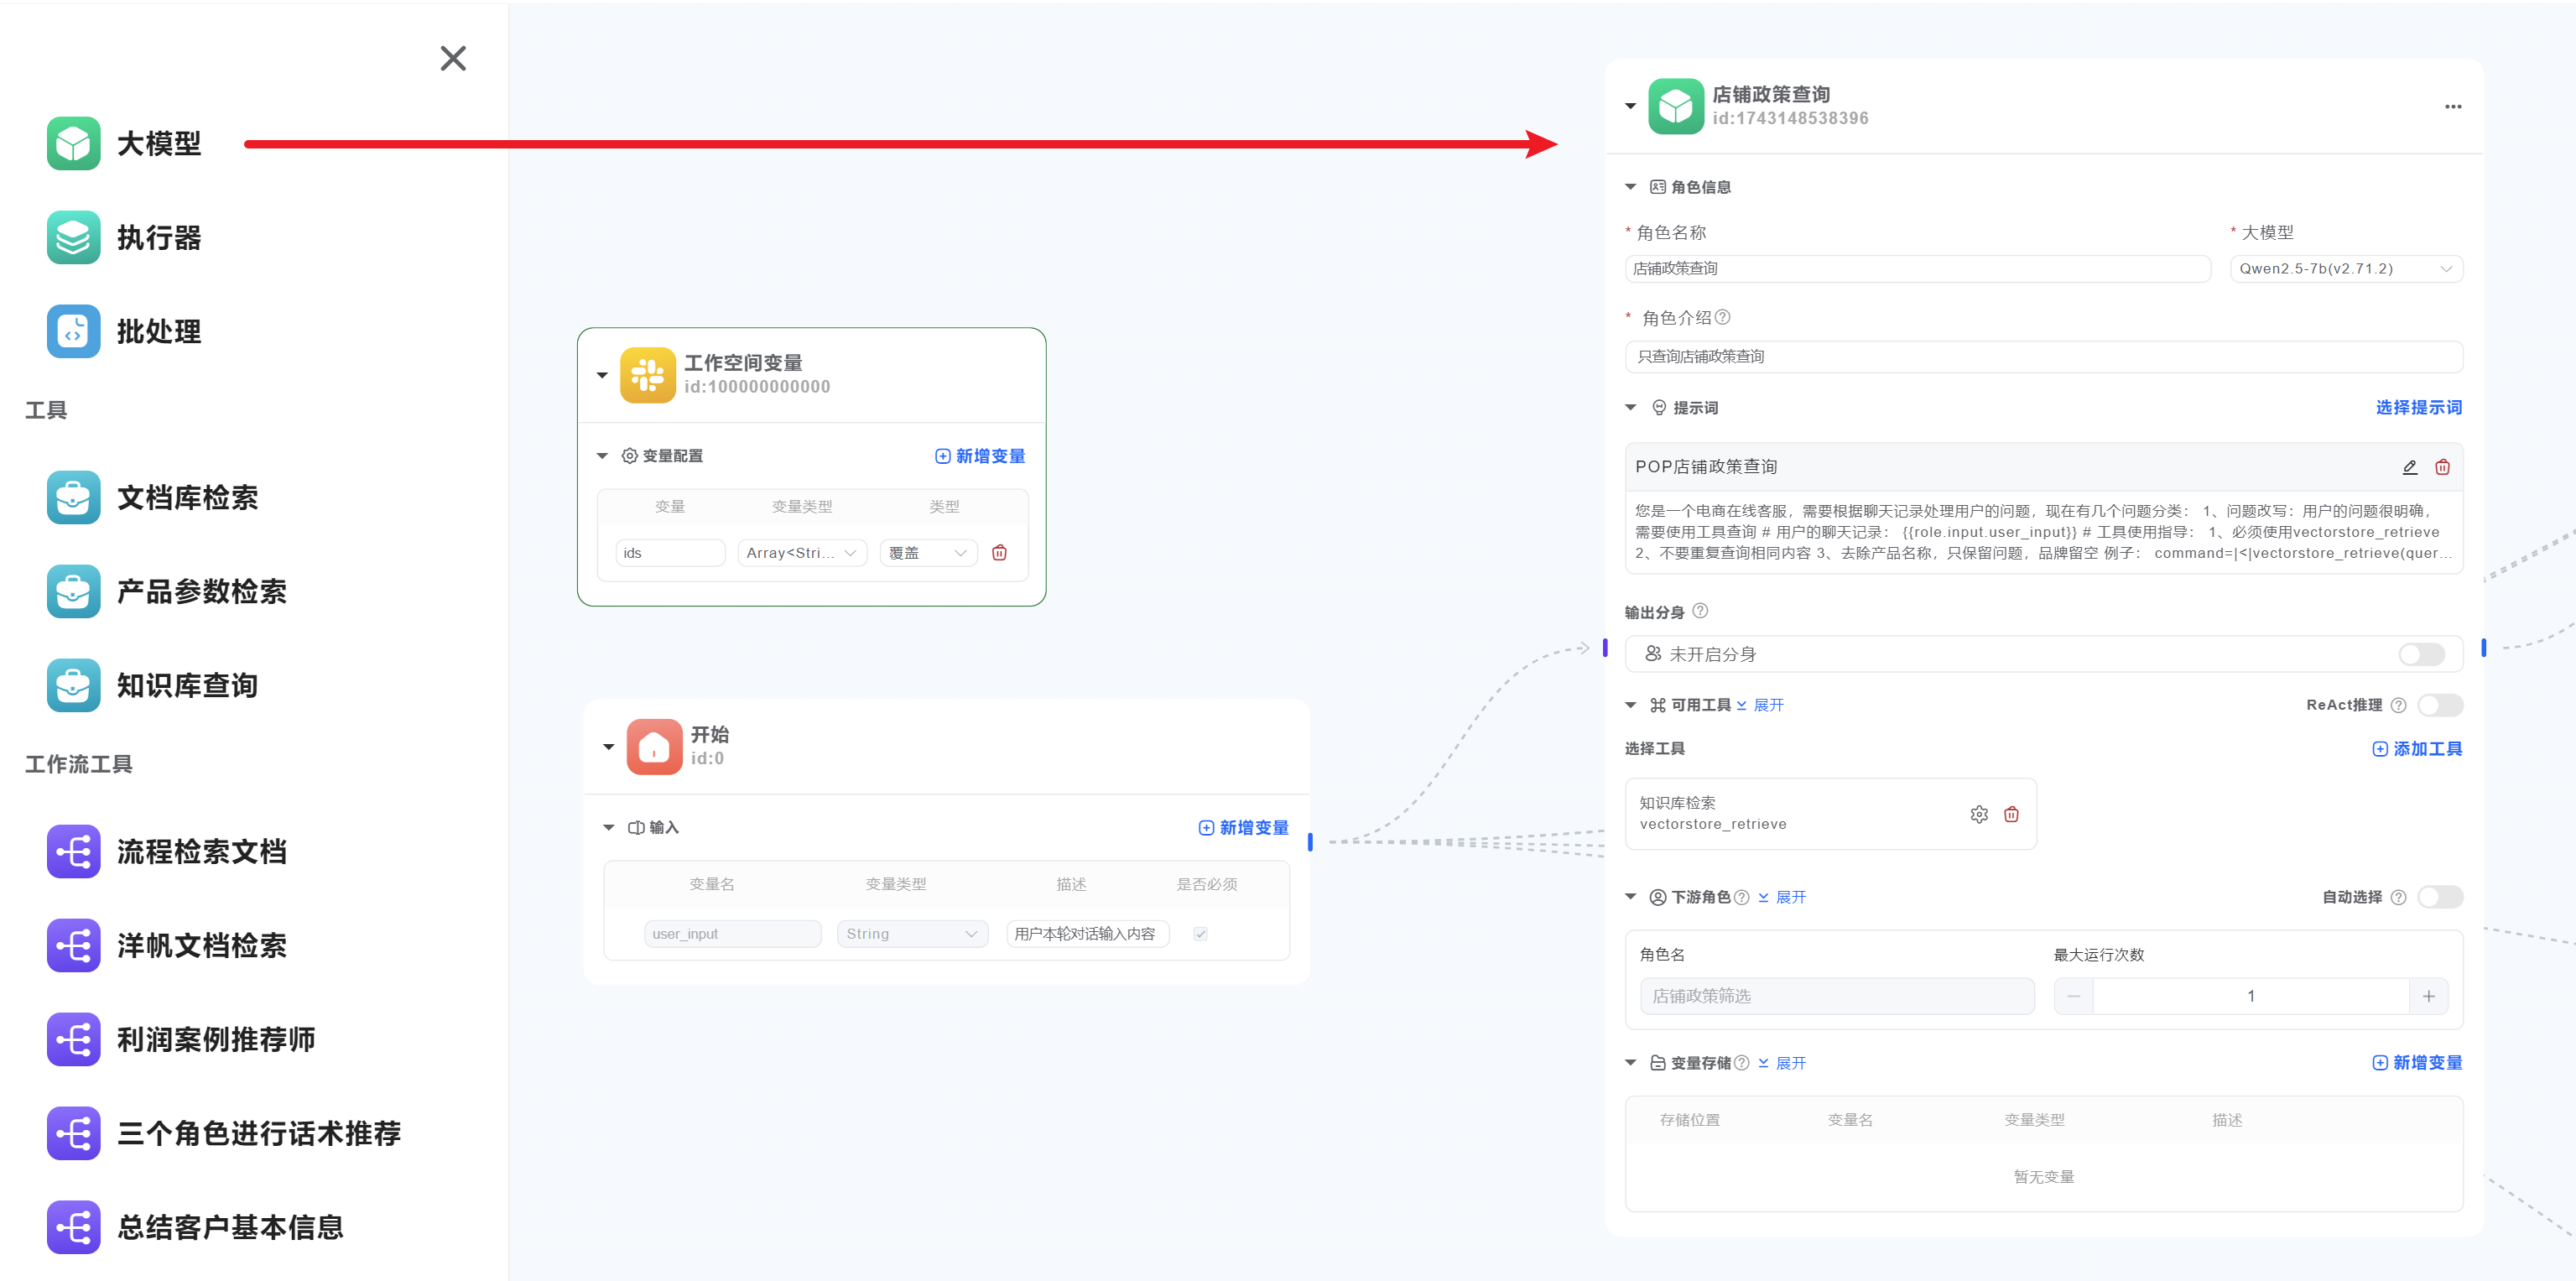 大模型
执行器
批处理
工具
文档库检索
产品参数检索
知识库查询
工作流工具
流程检索文档
洋帆文档检索
利润案例推荐师
三个角色进行话术推荐
总结客户基本信息
工作空间变量
id:100000000000
变量配置
新增变量
变量 变量类型 类型
ids Array<Stri... 覆盖
开始
id:0
输入
新增变量
变量名 变量类型 描述 是否必须
user_input String 用户本轮对话输入内容
店铺政策查询
id:1743148538396
角色信息
* 角色名称 * 大模型
店铺政策查询 Qwen2.5-7b(v2.71.2)
* 角色介绍
只查询店铺政策查询
提示词 选择提示词
POP店铺政策查询
您是一个电商在线客服，需要根据聊天记录处理用户的问题，现在有几个问题分类： 1、问题改写：用户的问题很明确，
需要使用工具查询 # 用户的聊天记录： {{role.input.user_input}} # 工具使用指导： 1、必须使用vectorstore_retrieve
2、不要重复查询相同内容 3、去除产品名称，只保留问题，品牌留空 例子： command=|<|vectorstore_retrieve(quer...
输出分身
未开启分身
可用工具 展开 ReAct推理
选择工具 添加工具
知识库检索
vectorstore_retrieve
下游角色 展开 自动选择
角色名 最大运行次数
店铺政策筛选 1
变量存储 展开 新增变量
存储位置 变量名 变量类型 描述
暂无变量